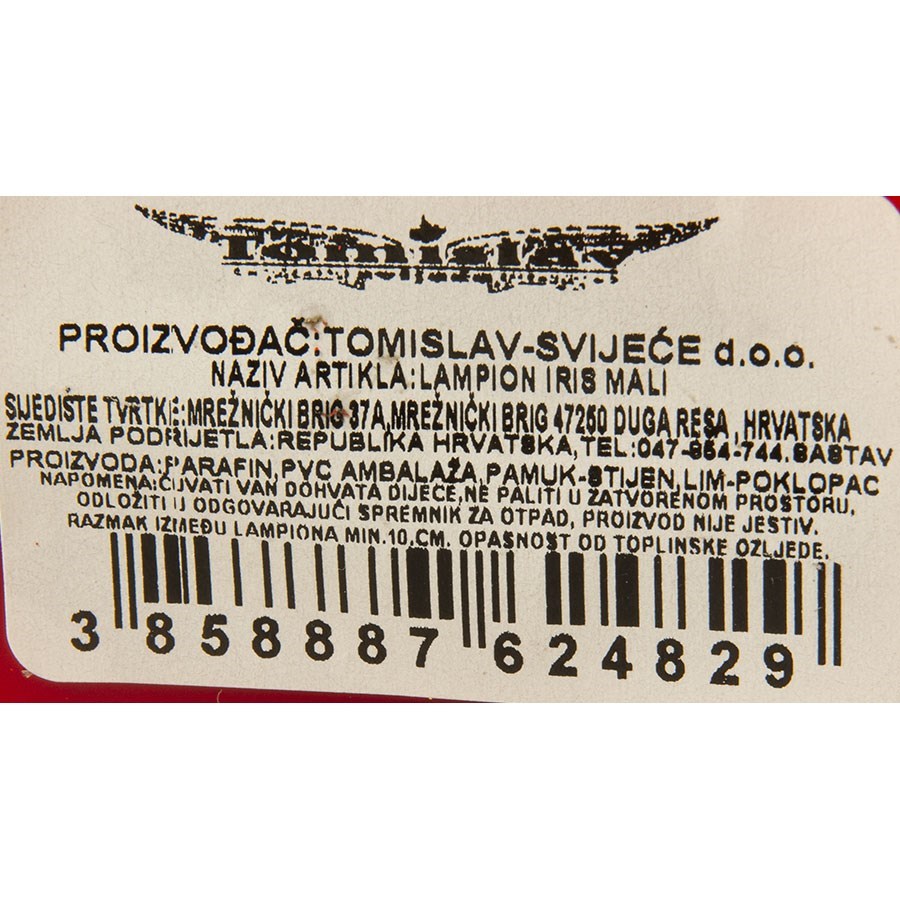 Tomislav
PROIZVOĐAČ:TOMISLAV-SVIJEĆE d.o.o.
NAZIV ARTIKLA:LAMPION IRIS MALI
SIJEDIŠTE TVRTKE:MREŽNIČKI BRIG 37A,MREŽNIČKI BRIG 47250 DUGA RESA , HRVATSKA
ZEMLJA PODRIJETLA:REPUBLIKA HRVATSKA,TEL:047-854-744.SASTAV
PROIZVODA:PARAFIN,PVC AMBALAŽA,PAMUK-STIJEN,LIM-POKLOPAC
NAPOMENA:ČUVATI VAN DOHVATA DIJECE,NE PALITI U ZATVORENOM PROSTORU,
ODLOŽITI U ODGOVARAJUĆI SPREMNIK ZA OTPAD, PROIZVOD NIJE JESTIV.
RAZMAK IZMEĐU LAMPIONA MIN.10.CM. OPASNOST OD TOPLINSKE OZLJEDE.
3 858887 624829